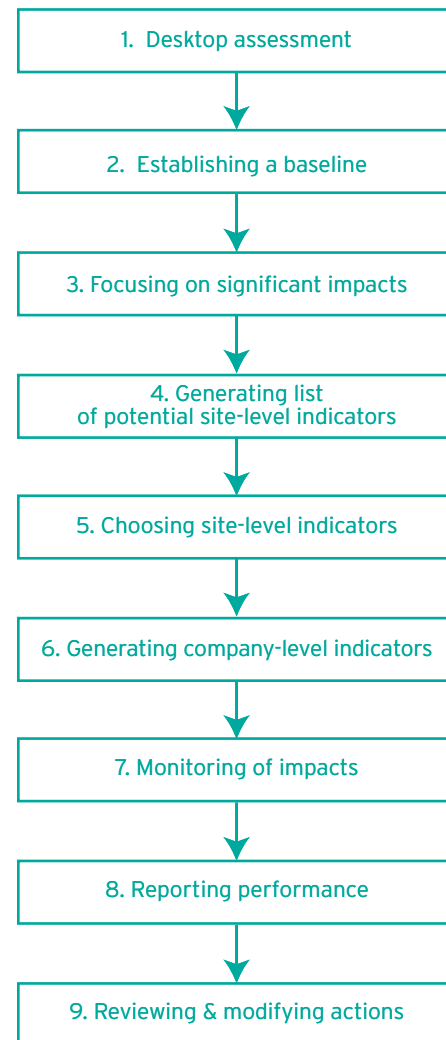 1. Desktop assessment
2. Establishing a baseline
3. Focusing on significant impacts
4. Generating list
of potential site-level indicators
5. Choosing site-level indicators
6. Generating company-level indicators
7. Monitoring of impacts
8. Reporting performance
9. Reviewing & modifying actions